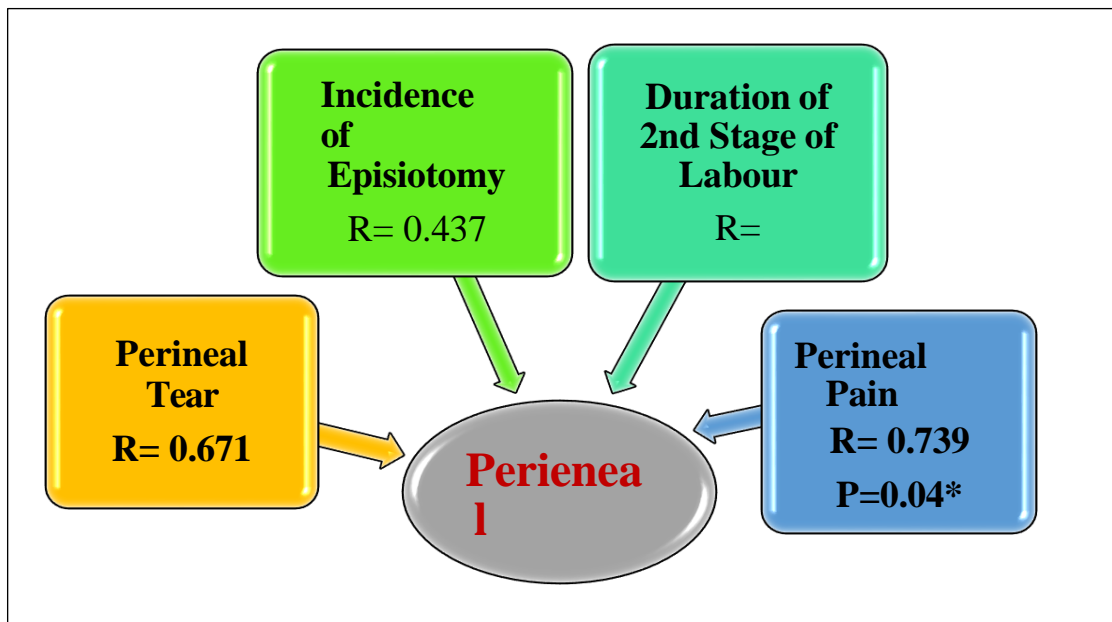 Incidence
of
Episiotomy
R= 0.437
Duration of
2nd Stage of
Labour
R=
Perineal
Tear
R= 0.671
Perineal
Pain
R= 0.739
P=0.04*
Perienea
l